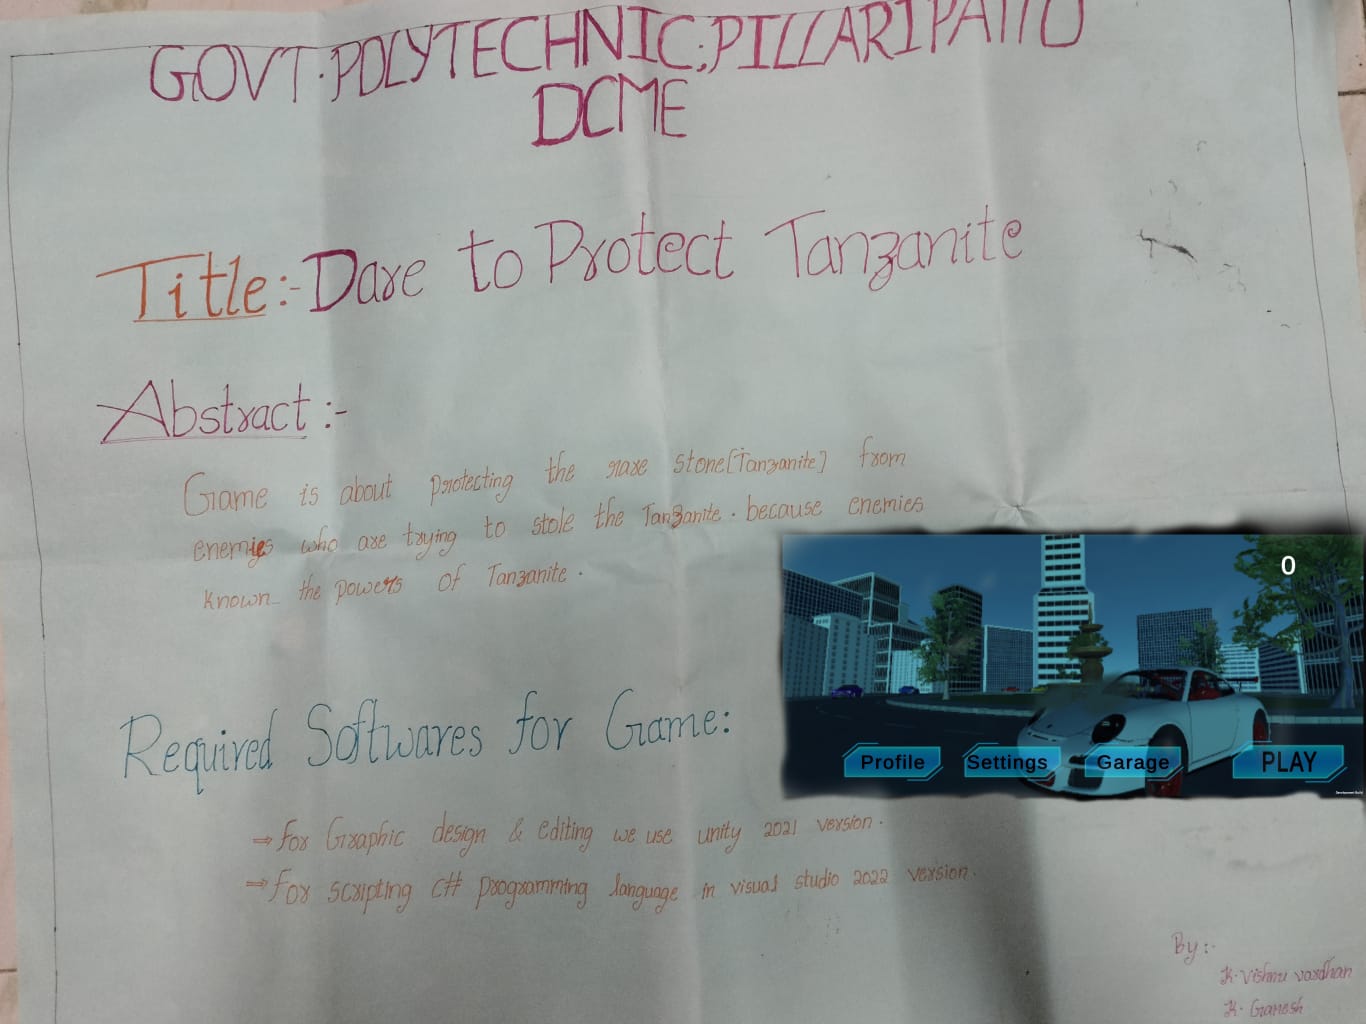 GOVT.POLYTECHNIC;PILLARIPATTU
DCME
Title:- Dare to Protect Tanzanite
Abstract :-
Game is about protecting the rare stone[Tanzanite] from
enemies who are trying to stole the Tanzanite. because enemies
known the powers of Tanzanite.
Required Softwares for Game:
0
Profile Settings Garage PLAY
Development Build
⇒ for Graphic design & editing we use unity 2021 version.
⇒ For scripting C# programming language in visual studio 2022 version.
By:-
K. Vishnu vardhan
K. Ganesh